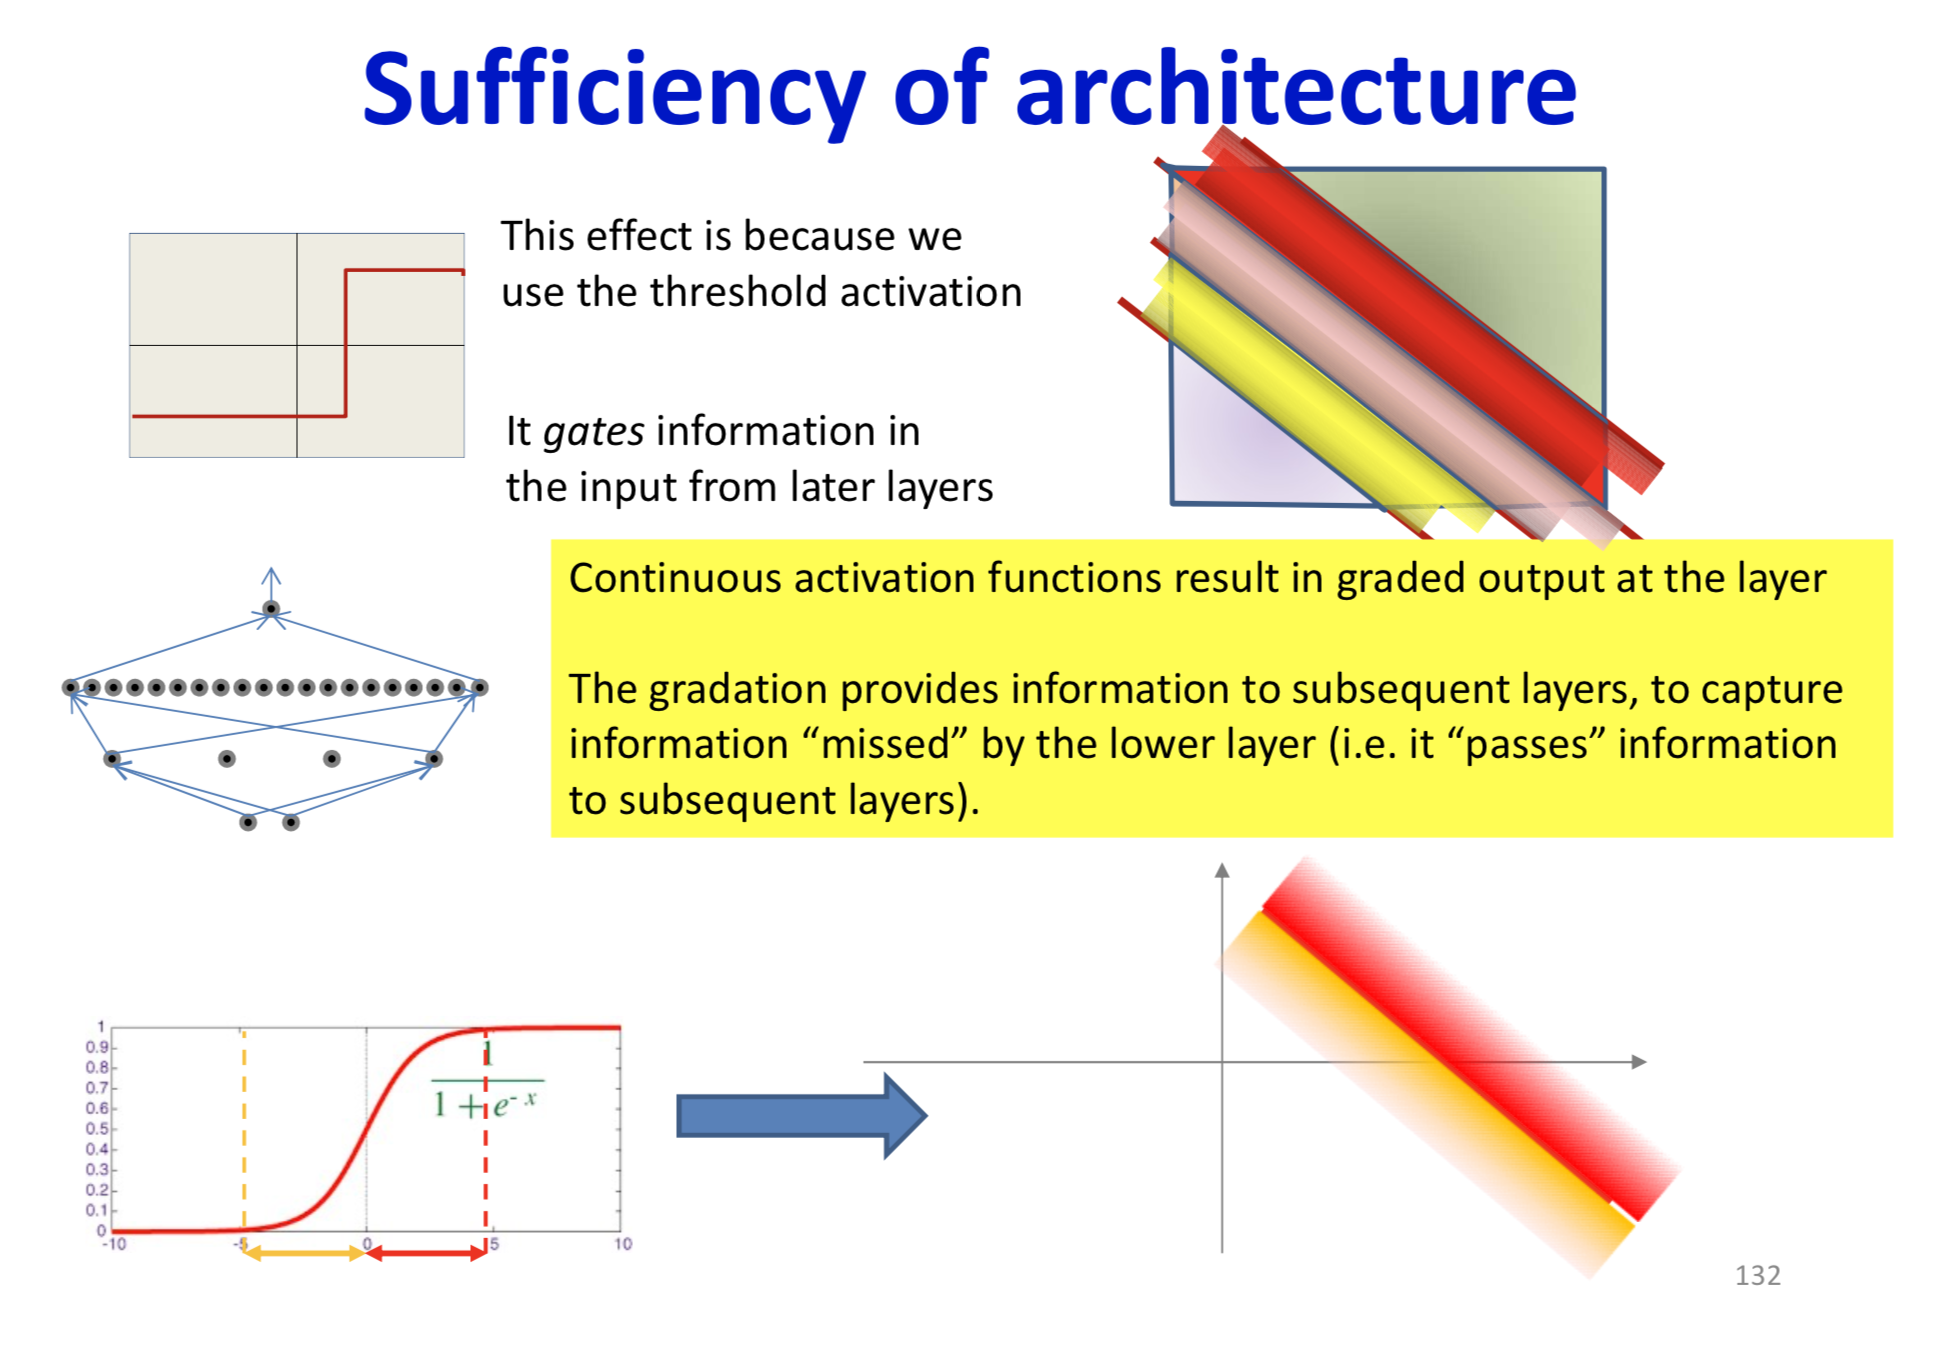 Sufficiency of architecture
This effect is because we
use the threshold activation
It gates information in
the input from later layers
Continuous activation functions result in graded output at the layer
The gradation provides information to subsequent layers, to capture
information “missed” by the lower layer (i.e. it “passes” information
to subsequent layers).
1
0.9
0.8
0.7
0.6
0.5
0.4
0.3
0.2
0.1
0
-10
-5
0
5
10
1
1 + e- x
132